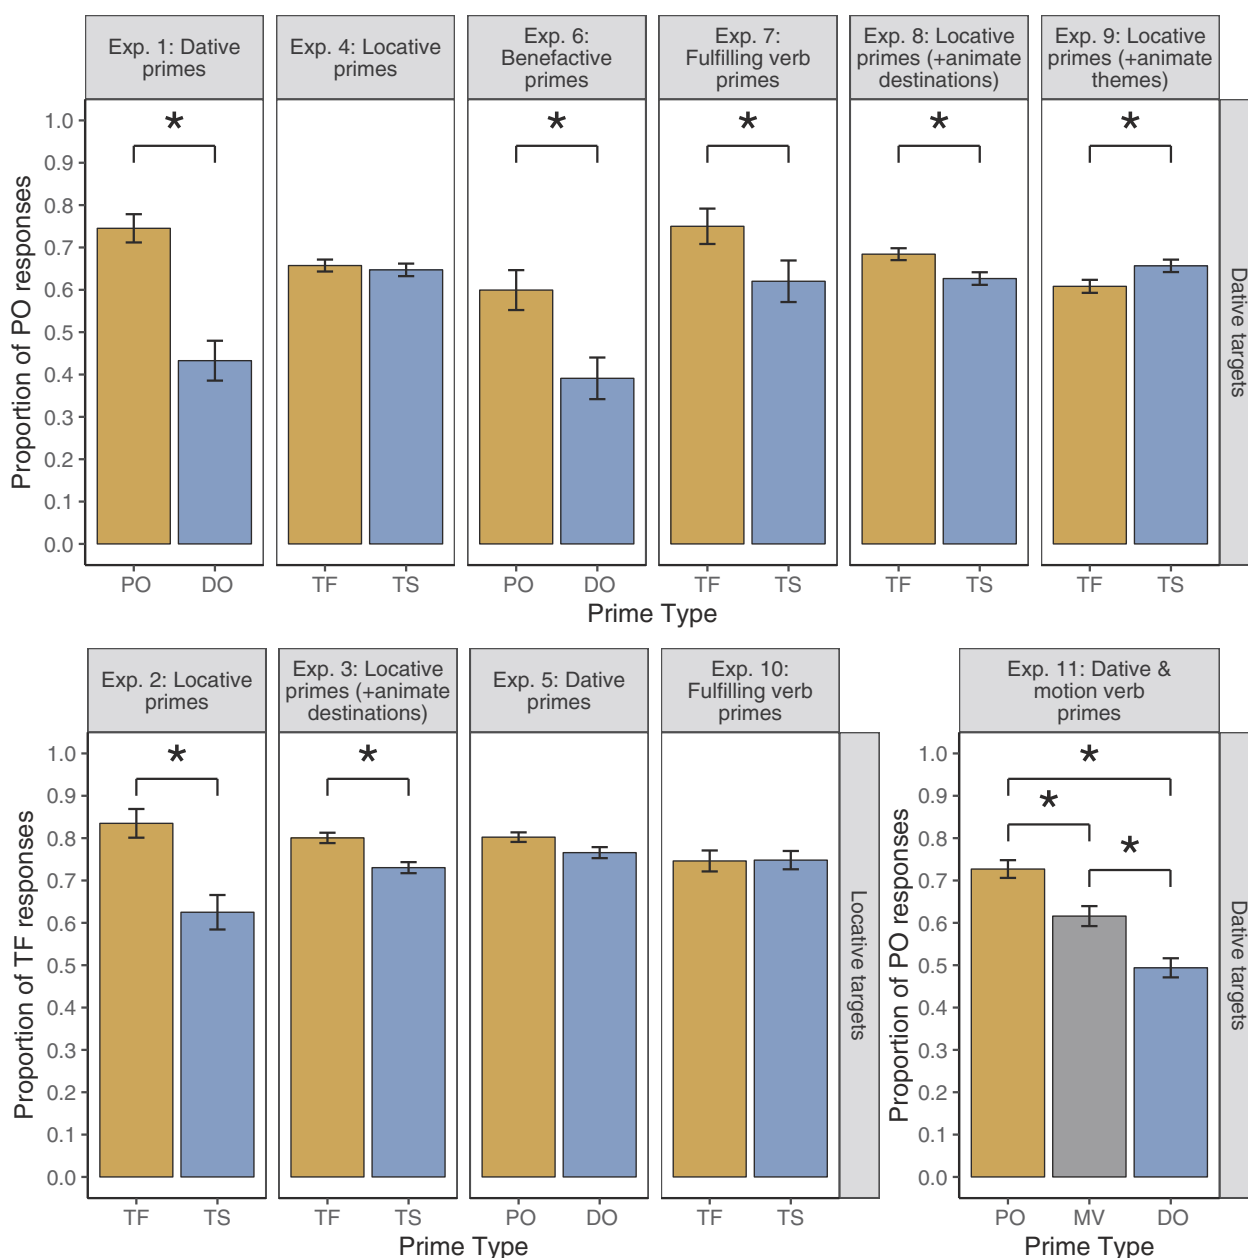 Exp. 1: Dative
primes
Exp. 4: Locative
primes
Exp. 6:
Benefactive
primes
Exp. 7:
Fulfilling verb
primes
Exp. 8: Locative
primes (+animate
destinations)
Exp. 9: Locative
primes (+animate
themes)
Proportion of PO responses
1.0
0.9
0.8
0.7
0.6
0.5
0.4
0.3
0.2
0.1
0.0
* * * * *
Dative targets
PO DO TF TS PO DO TF TS TF TS TF TS
Prime Type
Exp. 2: Locative
primes
Exp. 3: Locative
primes (+animate
destinations)
Exp. 5: Dative
primes
Exp. 10:
Fulfilling verb
primes
Proportion of TF responses
1.0
0.9
0.8
0.7
0.6
0.5
0.4
0.3
0.2
0.1
0.0
* *
Locative targets
TF TS TF TS PO DO TF TS
Prime Type
Exp. 11: Dative &
motion verb
primes
Proportion of PO responses
1.0
0.9
0.8
0.7
0.6
0.5
0.4
0.3
0.2
0.1
0.0
*
*
*
Dative targets
PO MV DO
Prime Type